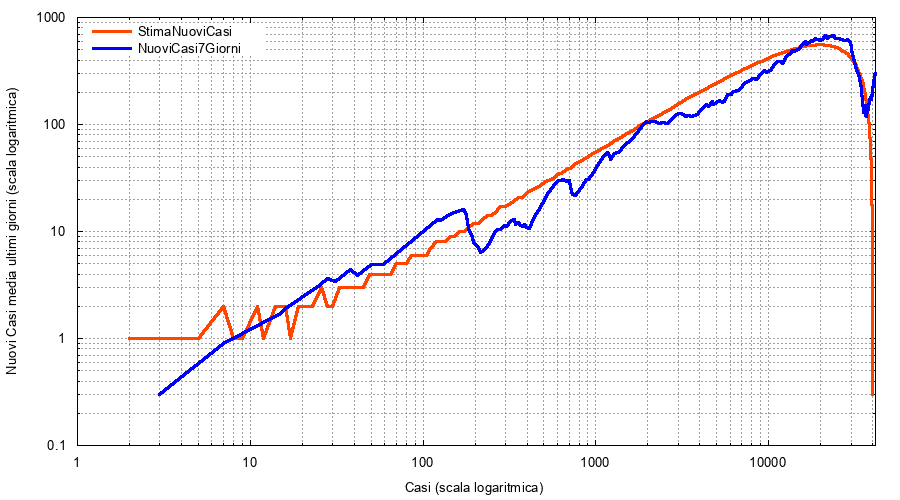 1000
StimaNuoviCasi
NuoviCasi7Giorni
100
10
1
0.1
Nuovi Casi media ultimi giorni (scala logaritmica)
1 10 100 1000 10000
Casi (scala logaritmica)